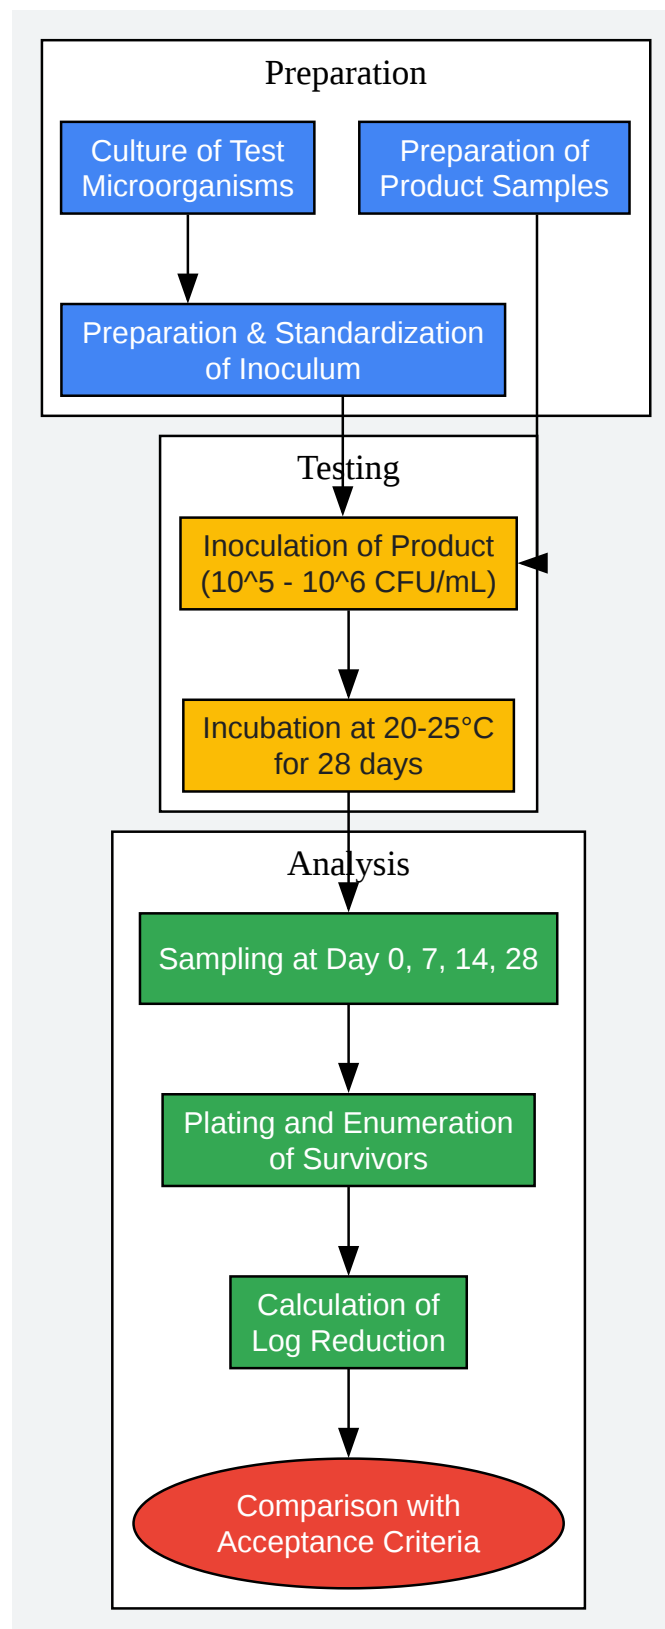 Preparation
Culture of Test
Microorganisms
Preparation of
Product Samples
Preparation & Standardization
of Inoculum
Testing
Inoculation of Product
(10^5 - 10^6 CFU/mL)
Incubation at 20-25°C
for 28 days
Analysis
Sampling at Day 0, 7, 14, 28
Plating and Enumeration
of Survivors
Calculation of
Log Reduction
Comparison with
Acceptance Criteria